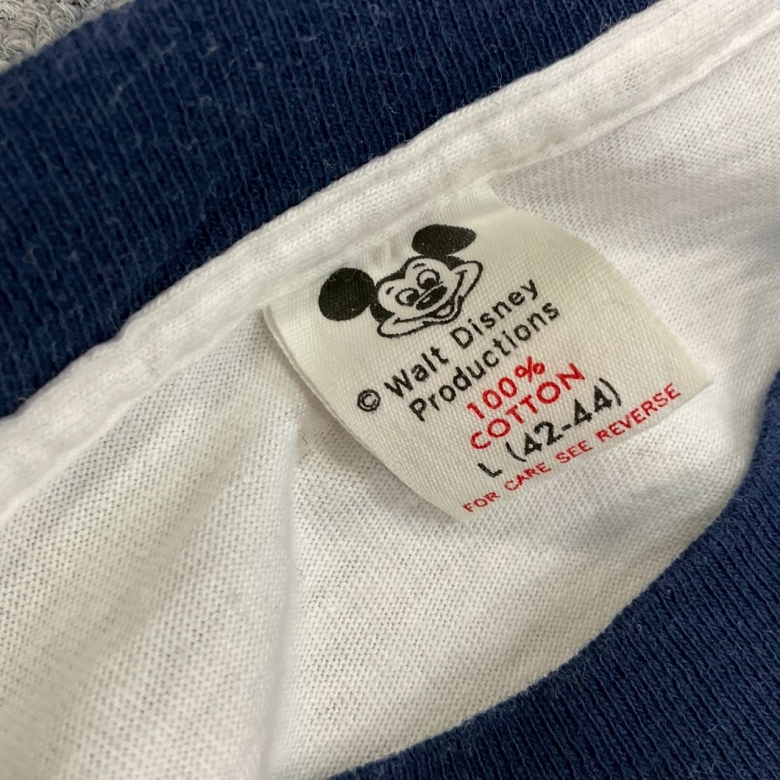 © Walt Disney
Productions
100%
COTTON
L (42-44)
FOR CARE SEE REVERSE